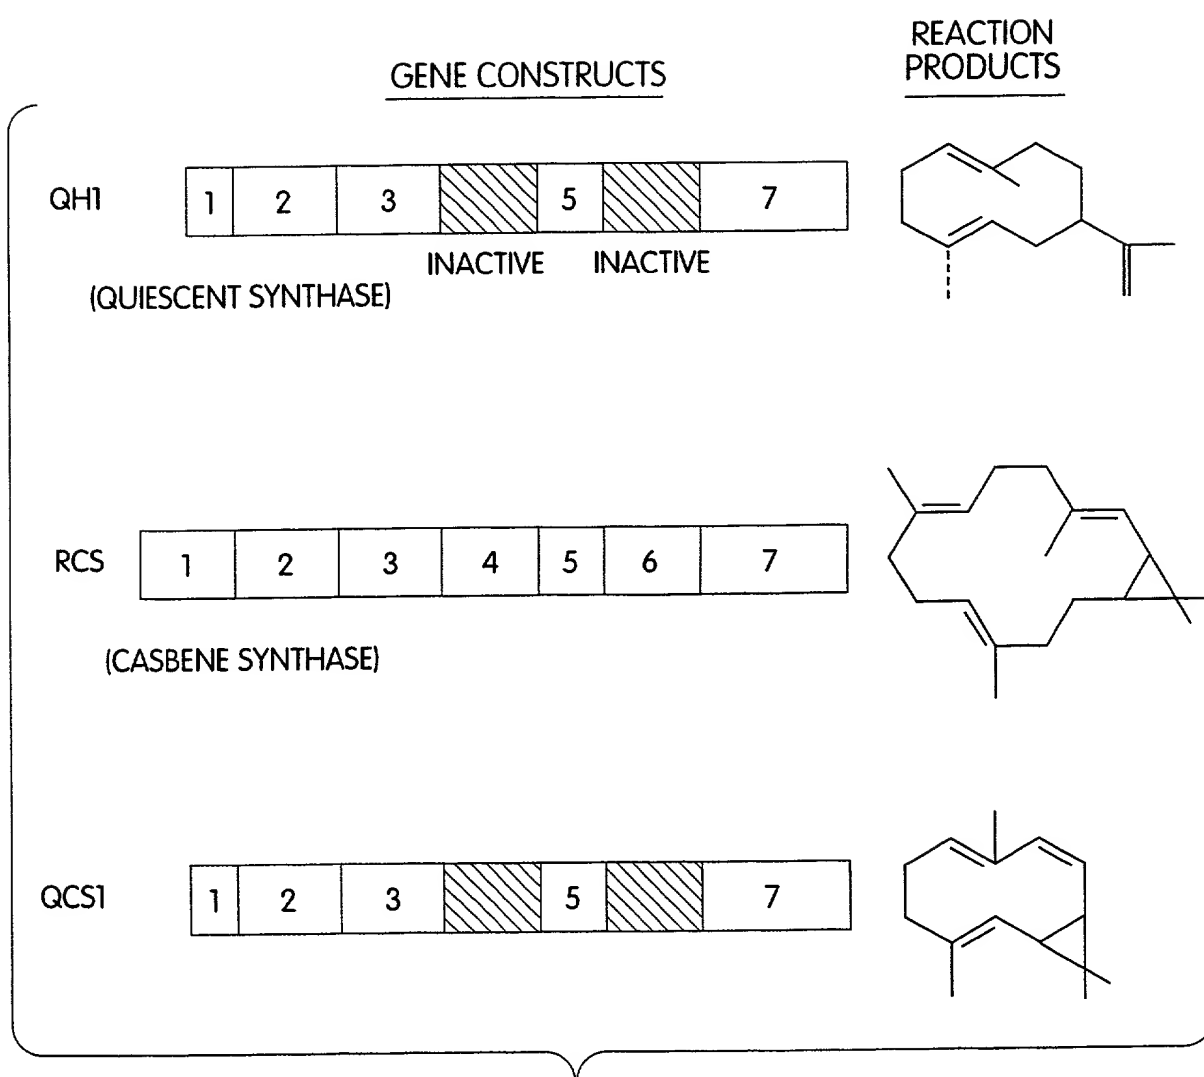 GENE CONSTRUCTS
REACTION
PRODUCTS
QH1
1 2 3 5 7
INACTIVE INACTIVE
(QUIESCENT SYNTHASE)
RCS
1 2 3 4 5 6 7
(CASBENE SYNTHASE)
QCS1
1 2 3 5 7